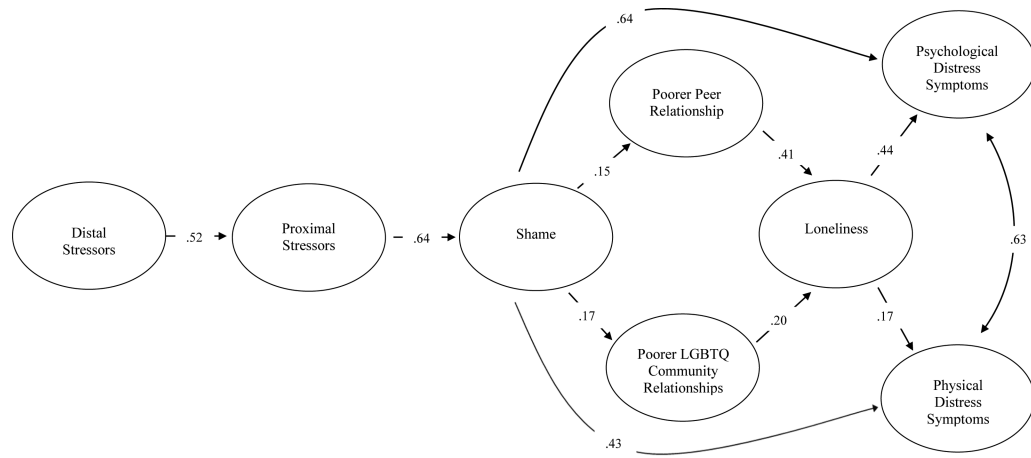 .64
Psychological
Distress
Symptoms
Poorer Peer
Relationship
.41
.44
.15
Distal
Stressors
.52
Proximal
Stressors
.64
Shame
Loneliness
.63
.17
.20
.17
Poorer LGBTQ
Community
Relationships
Physical
Distress
Symptoms
.43